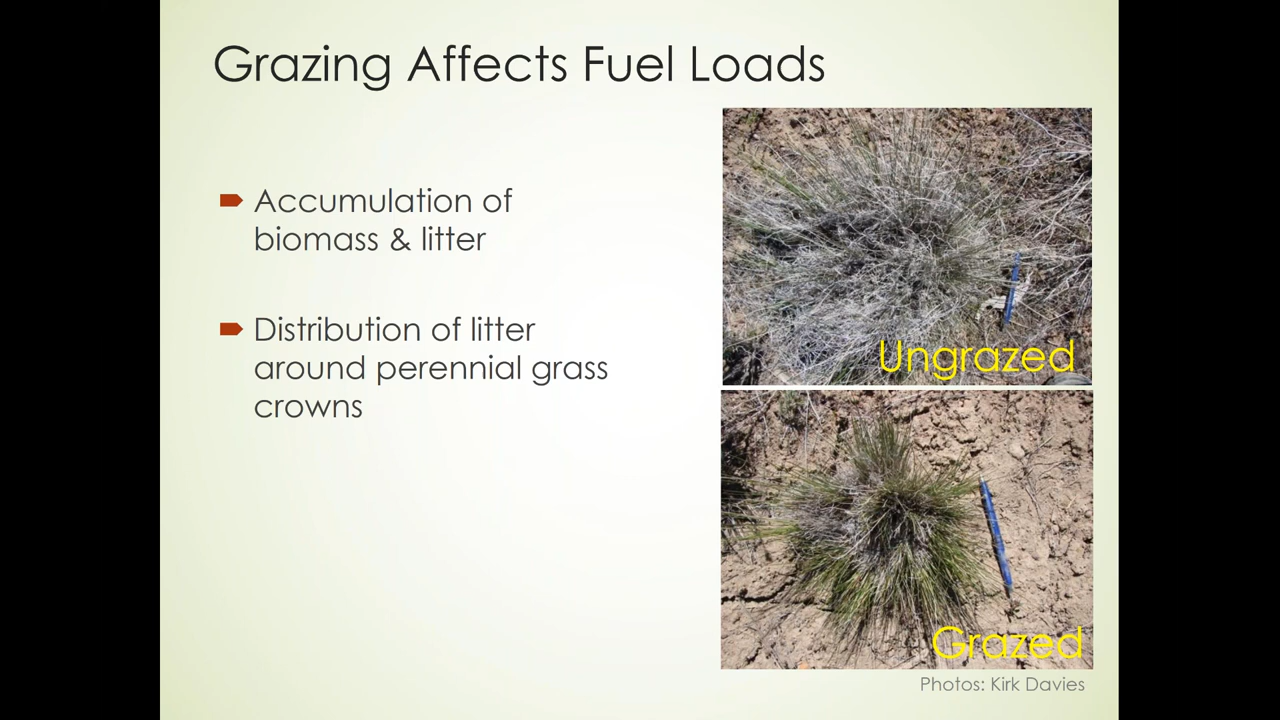 Grazing Affects Fuel Loads
Accumulation of
biomass & litter
Distribution of litter
around perennial grass
crowns
Ungrazed
Grazed
Photos: Kirk Davies